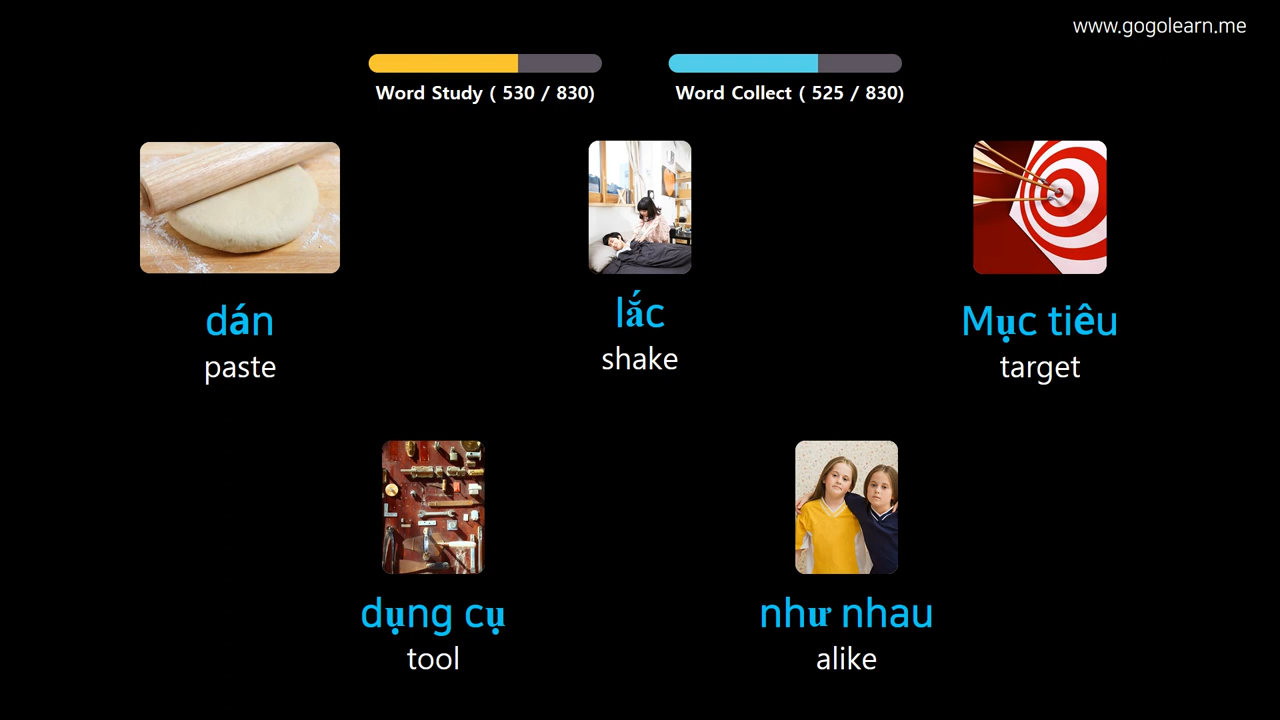 www.gogolearn.me
Word Study ( 530 / 830)
Word Collect ( 525 / 830)
dán
paste
lắc
shake
Mục tiêu
target
dụng cụ
tool
như nhau
alike